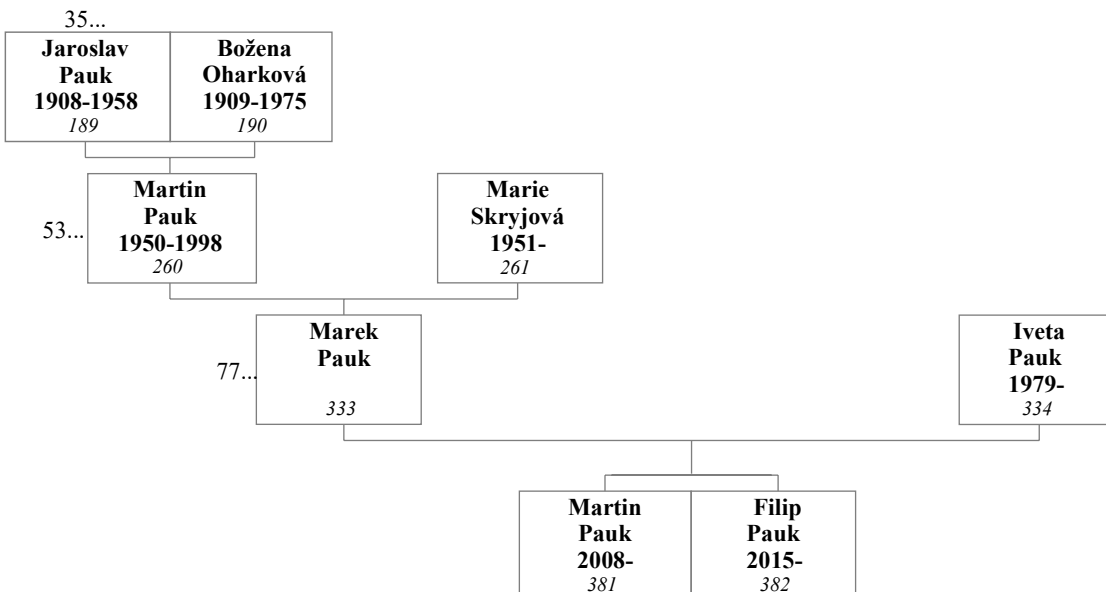 35...
Jaroslav
Pauk
1908-1958
189
Božena
Oharková
1909-1975
190
53...
Martin
Pauk
1950-1998
260
Marie
Skryjová
1951-
261
77...
Marek
Pauk
333
Iveta
Pauk
1979-
334
Martin
Pauk
2008-
381
Filip
Pauk
2015-
382